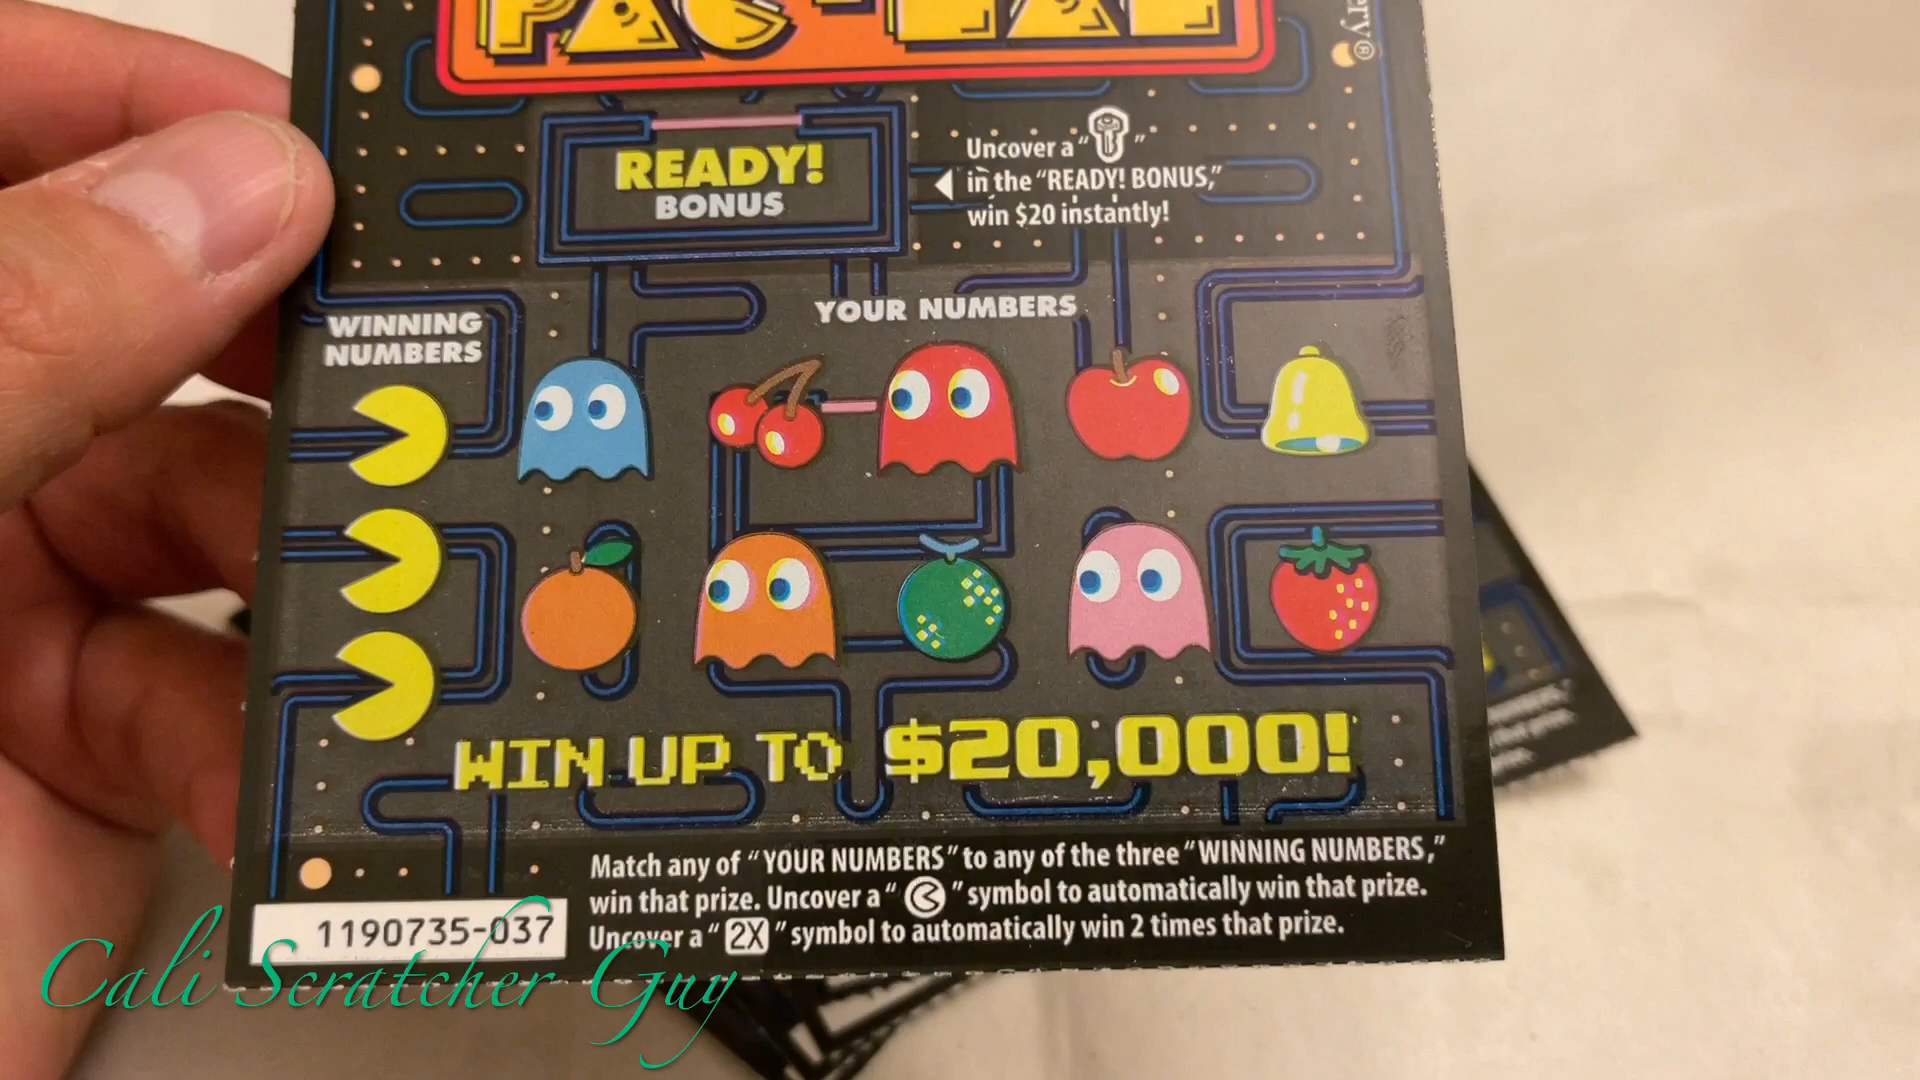 READY!
BONUS
Uncover a " "
in the "READY! BONUS,"
win $20 instantly!
WINNING
NUMBERS
YOUR NUMBERS
WIN UP TO $20,000!
Match any of "YOUR NUMBERS" to any of the three "WINNING NUMBERS,"
win that prize. Uncover a " " symbol to automatically win that prize.
Uncover a "2X" symbol to automatically win 2 times that prize.
1190735-037
Cali Scratcher Guy